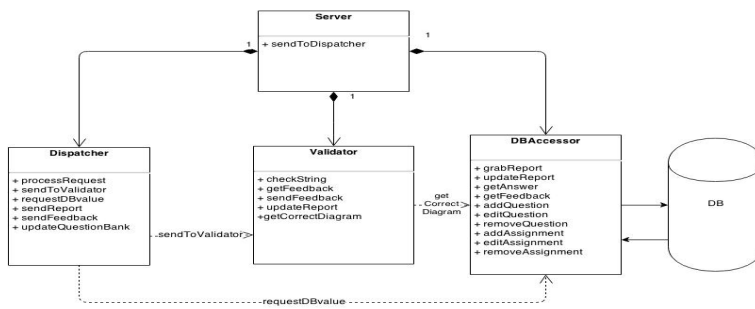 Server
+ sendToDispatcher
1
1
1
Dispatcher
+ processRequest
+ sendToValidator
+ requestDBvalue
+ sendReport
+ sendFeedback
+ updateQuestionBank
Validator
+ checkString
+ getFeedback
+ sendFeedback
+ updateReport
+getCorrectDiagram
DBAccessor
+ grabReport
+ updateReport
+ getAnswer
+ getFeedback
+ addQuestion
+ editQuestion
+ removeQuestion
+ addAssignment
+ editAssignment
+ removeAssignment
DB
sendToValidator
get
Correct
Diagram
requestDBvalue